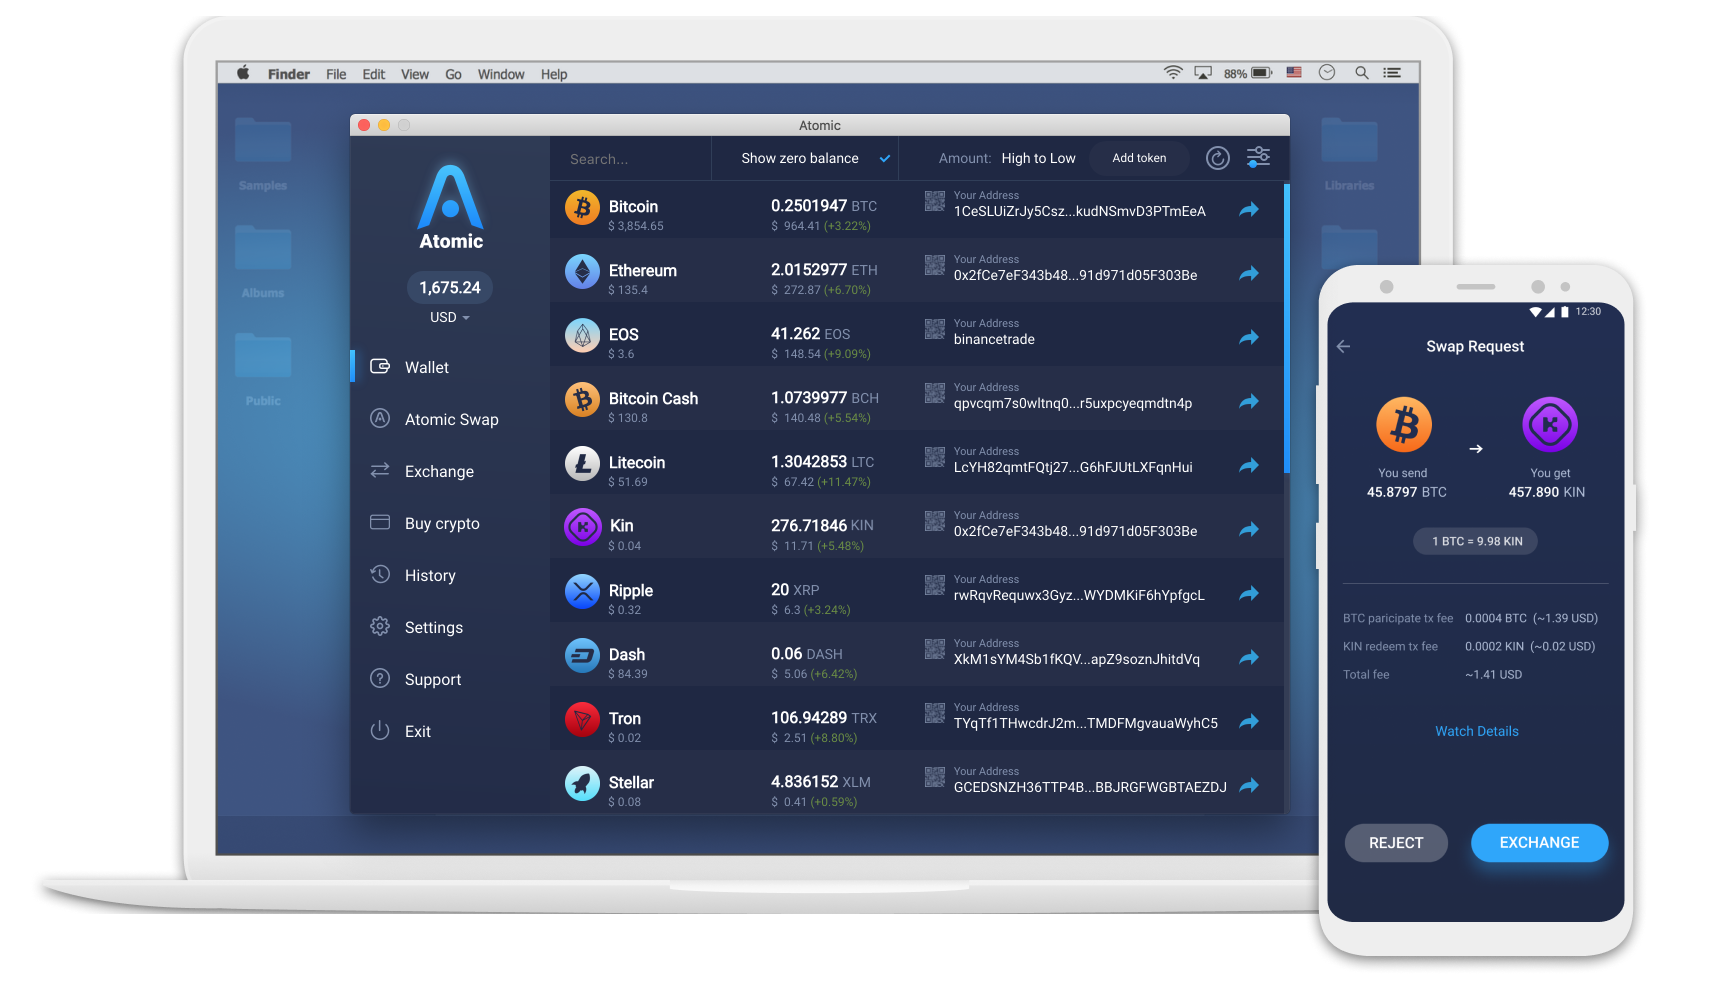 Finder File Edit View Go Window Help 88%
Samples
Albums
Public
Libraries
Atomic
Search... Show zero balance Amount: High to Low Add token
Atomic
1,675.24
USD
Wallet
Atomic Swap
Exchange
Buy crypto
History
Settings
Support
Exit
Bitcoin 0.2501947 BTC Your Address
$ 3,854.65 $ 964.41 (+3.22%) 1CeSLUiZrJy5Csz...kudNSmvD3PTmEeA
Ethereum 2.0152977 ETH Your Address
$ 135.4 $ 272.87 (+6.70%) 0x2fCe7eF343b48...91d971d05F303Be
EOS 41.262 EOS Your Address
$ 3.6 $ 148.54 (+9.09%) binancetrade
Bitcoin Cash 1.0739977 BCH Your Address
$ 130.8 $ 140.48 (+5.54%) qpvcqm7s0wltnq0...r5uxpcyeqmdtn4p
Litecoin 1.3042853 LTC Your Address
$ 51.69 $ 67.42 (+11.47%) LcYH82qmtFQtj27...G6hFJUtLXFqnHui
Kin 276.71846 KIN Your Address
$ 0.04 $ 11.71 (+5.48%) 0x2fCe7eF343b48...91d971d05F303Be
Ripple 20 XRP Your Address
$ 0.32 $ 6.3 (+3.24%) rwRqvRequwx3Gyz...WYDMKiF6hYpfgcL
Dash 0.06 DASH Your Address
$ 84.39 $ 5.06 (+6.42%) XkM1sYM4Sb1fKQV...apZ9soznJhitdVq
Tron 106.94289 TRX Your Address
$ 0.02 $ 2.51 (+8.80%) TYqTf1THwcdrJ2m...TMDFMgvauaWyhC5
Stellar 4.836152 XLM Your Address
$ 0.08 $ 0.41 (+0.59%) GCEDSNZH36TTP4B...BBJRGFWGBTAEZDJ
12:30
Swap Request
You send You get
45.8797 BTC 457.890 KIN
1 BTC = 9.98 KIN
BTC paricipate tx fee 0.0004 BTC (~1.39 USD)
KIN redeem tx fee 0.0002 KIN (~0.02 USD)
Total fee ~1.41 USD
Watch Details
REJECT EXCHANGE